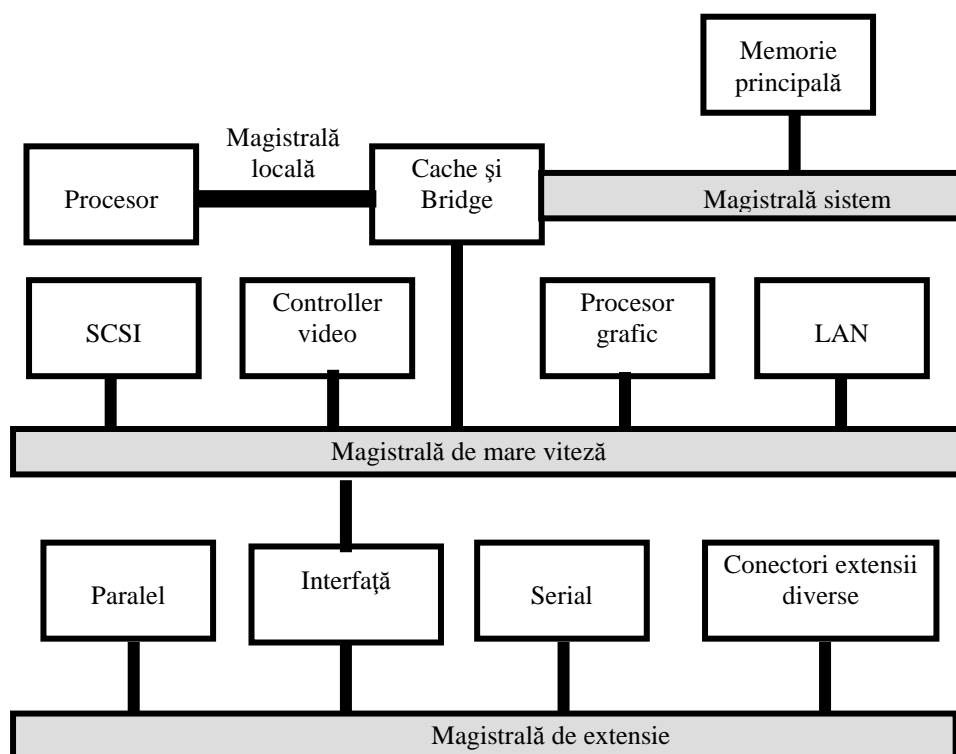 Memorie
principală
Magistrală
locală
Procesor
Cache şi
Bridge
Magistrală sistem
SCSI
Controller
video
Procesor
grafic
LAN
Magistrală de mare viteză
Paralel
Interfaţă
Serial
Conectori extensii
diverse
Magistrală de extensie